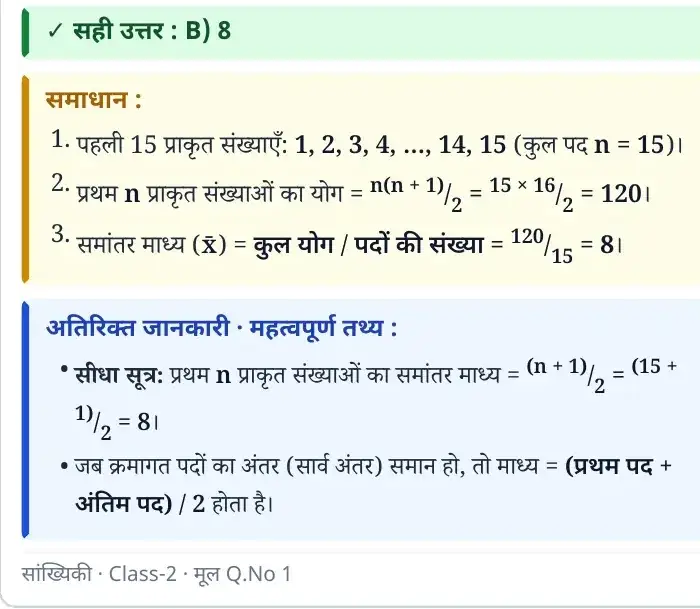 ✓ सही उत्तर : B) 8
समाधान :
1. पहली 15 प्राकृत संख्याएँ: 1, 2, 3, 4, ..., 14, 15 (कुल पद n = 15)।
2. प्रथम n प्राकृत संख्याओं का योग = n(n + 1)/2 = 15 × 16/2 = 120।
3. समांतर माध्य (x̄) = कुल योग / पदों की संख्या = 120/15 = 8।
अतिरिक्त जानकारी · महत्वपूर्ण तथ्य :
• सीधा सूत्र: प्रथम n प्राकृत संख्याओं का समांतर माध्य = (n + 1)/2 = (15 +
1)/2 = 8।
• जब क्रमागत पदों का अंतर (सार्व अंतर) समान हो, तो माध्य = (प्रथम पद +
अंतिम पद) / 2 होता है।
सांख्यिकी · Class-2 · मूल Q.No 1